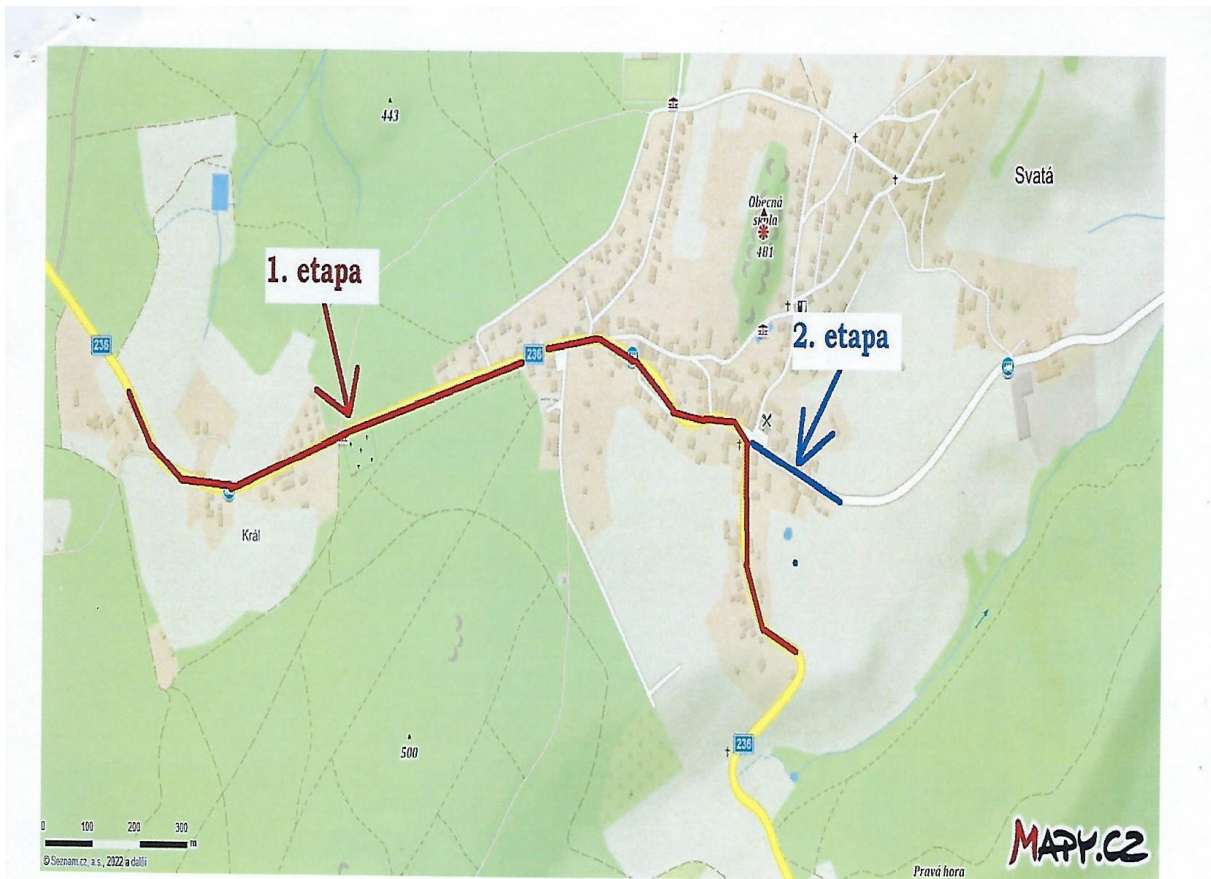 443
Svatá
Obecná
skola
481
1. etapa
236
2. etapa
236
Král
500
236
0 100 200 300
m
© Seznam.cz, a.s., 2022 a další
MAPY.CZ
Pravá hora